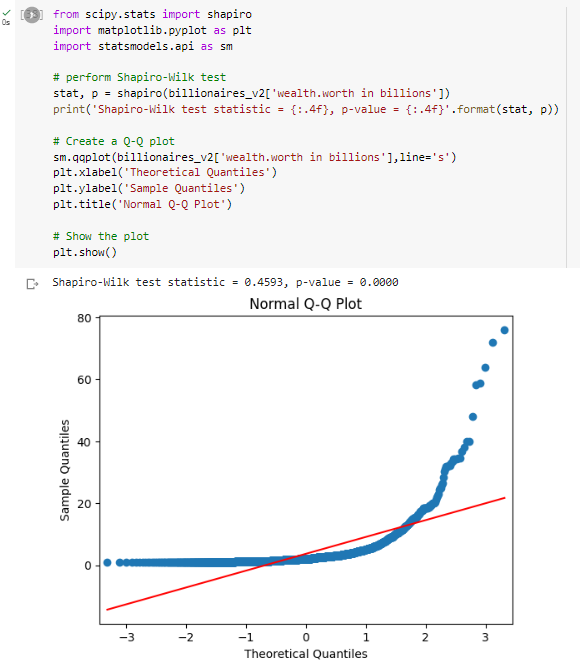 0s
from scipy.stats import shapiro
import matplotlib.pyplot as plt
import statsmodels.api as sm
# perform Shapiro-Wilk test
stat, p = shapiro(billionaires_v2['wealth.worth in billions'])
print('Shapiro-Wilk test statistic = {:.4f}, p-value = {:.4f}'.format(stat, p))
# Create a Q-Q plot
sm.qqplot(billionaires_v2['wealth.worth in billions'],line='s')
plt.xlabel('Theoretical Quantiles')
plt.ylabel('Sample Quantiles')
plt.title('Normal Q-Q Plot')
# Show the plot
plt.show()
Shapiro-Wilk test statistic = 0.4593, p-value = 0.0000
Normal Q-Q Plot
80
60
40
20
0
Sample Quantiles
−3 −2 −1 0 1 2 3
Theoretical Quantiles